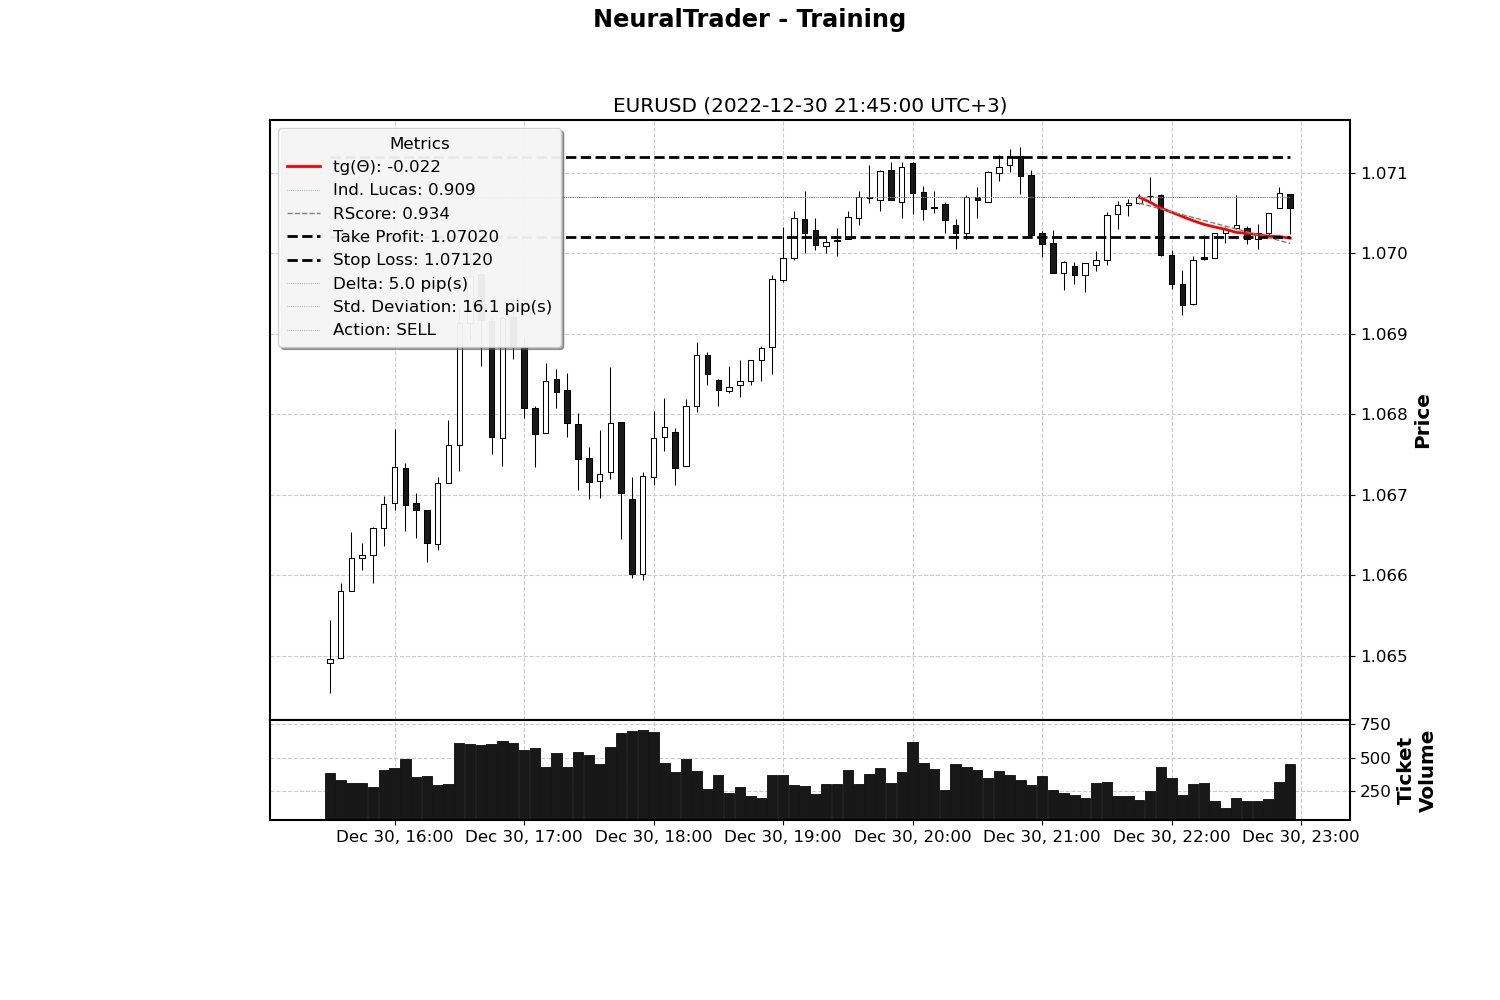 NeuralTrader - Training
EURUSD (2022-12-30 21:45:00 UTC+3)
Metrics
tg(Θ): -0.022
Ind. Lucas: 0.909
RScore: 0.934
Take Profit: 1.07020
Stop Loss: 1.07120
Delta: 5.0 pip(s)
Std. Deviation: 16.1 pip(s)
Action: SELL
1.071
1.070
1.069
1.068
1.067
1.066
1.065
Price
750
500
250
Ticket
Volume
Dec 30, 16:00
Dec 30, 17:00
Dec 30, 18:00
Dec 30, 19:00
Dec 30, 20:00
Dec 30, 21:00
Dec 30, 22:00
Dec 30, 23:00